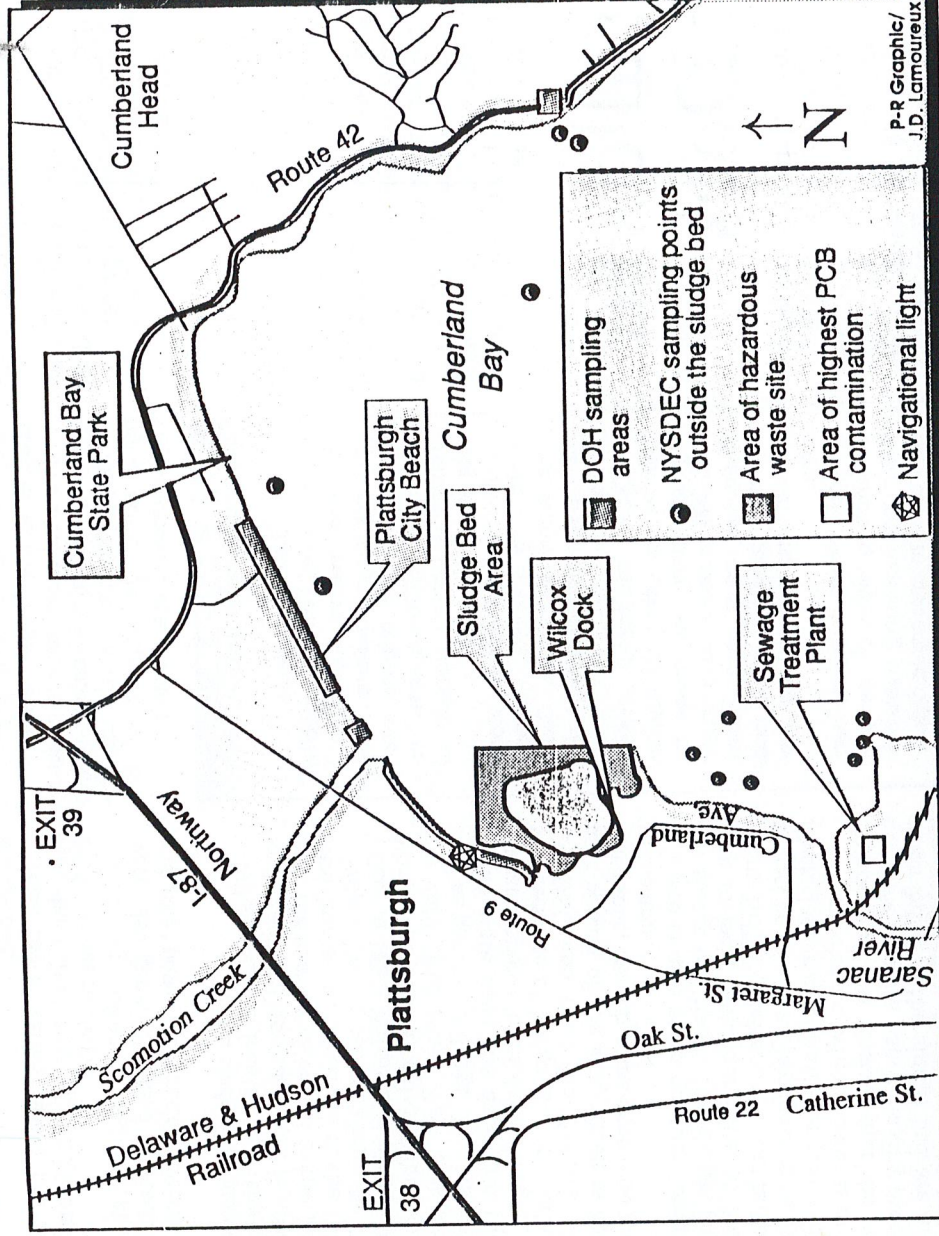 Cumberland
Head
Route 42
Cumberland Bay
State Park
EXIT
39
I-87
Northway
Plattsburgh
City Beach
Cumberland
Bay
Scomotion Creek
Sludge Bed
Area
Wilcox
Dock
Plattsburgh
Route 9
Delaware & Hudson
Railroad
EXIT
38
Cumberland
Ave.
Sewage
Treatment
Plant
Margaret St.
Saranac
River
Oak St.
Route 22
Catherine St.
DOH sampling
areas
NYSDEC sampling points
outside the sludge bed
Area of hazardous
waste site
Area of highest PCB
contamination
Navigational light
N
P-R Graphic/
J.D. Lamoureux